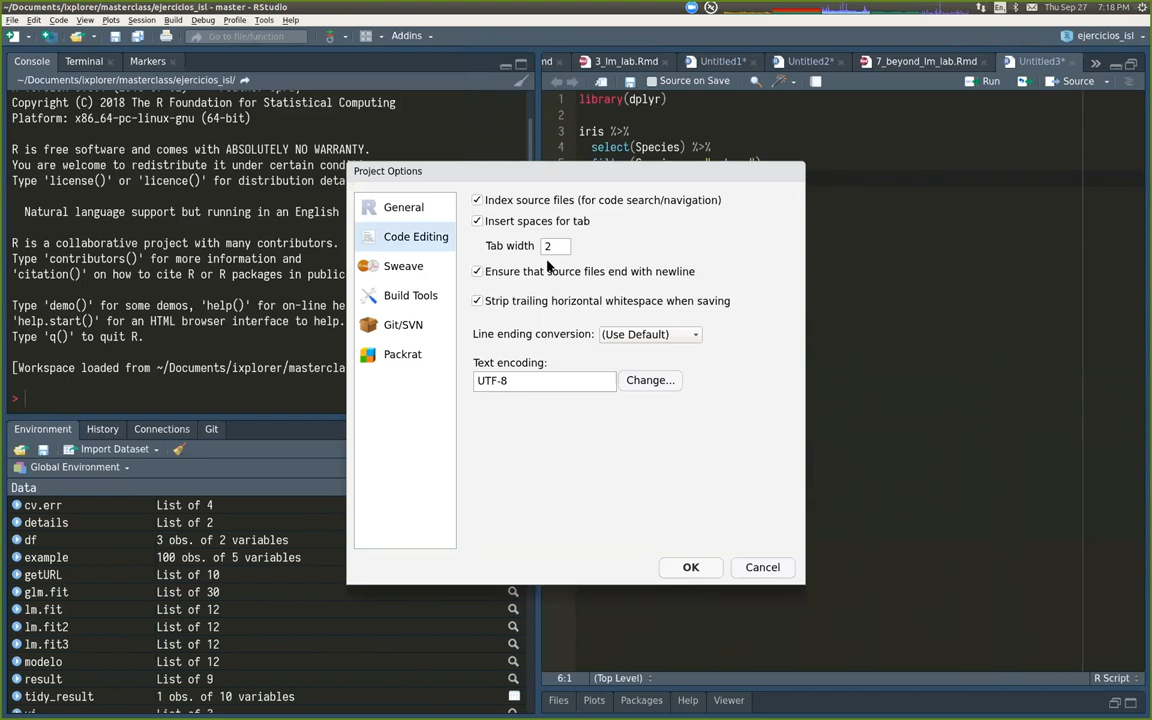 ~/Documents/ixplorer/masterclass/ejercicios_isl - master - RStudio
En
Thu Sep 27
7:18 PM
File Edit Code View Plots Session Build Debug Profile Tools Help
Go to file/function
Addins
ejercicios_isl
Console Terminal Markers
~/Documents/ixplorer/masterclass/ejercicios_isl/
Copyright (C) 2018 The R Foundation for Statistical Computing
Platform: x86_64-pc-linux-gnu (64-bit)
R is free software and comes with ABSOLUTELY NO WARRANTY.
You are welcome to redistribute it under certain condi
Type 'license()' or 'licence()' for distribution deta
Natural language support but running in an English
R is a collaborative project with many contributors.
Type 'contributors()' for more information and
'citation()' on how to cite R or R packages in public
Type 'demo()' for some demos, 'help()' for on-line he
'help.start()' for an HTML browser interface to help.
Type 'q()' to quit R.
[Workspace loaded from ~/Documents/ixplorer/mastercla
>
Environment History Connections Git
Import Dataset
Global Environment
Data
cv.err List of 4
details List of 2
df 3 obs. of 2 variables
example 100 obs. of 5 variables
getURL List of 10
glm.fit List of 30
lm.fit List of 12
lm.fit2 List of 12
lm.fit3 List of 12
modelo List of 12
result List of 9
tidy_result 1 obs. of 10 variables
md 3_lm_lab.Rmd Untitled1* Untitled2* 7_beyond_lm_lab.Rmd Untitled3*
Source on Save
Run
Source
1 library(dplyr)
2
3 iris %>%
4 select(Species) %>%
6:1 (Top Level)
R Script
Files Plots Packages Help Viewer
Project Options
General
Code Editing
Sweave
Build Tools
Git/SVN
Packrat
Index source files (for code search/navigation)
Insert spaces for tab
Tab width 2
Ensure that source files end with newline
Strip trailing horizontal whitespace when saving
Line ending conversion: (Use Default)
Text encoding:
UTF-8
Change...
OK
Cancel